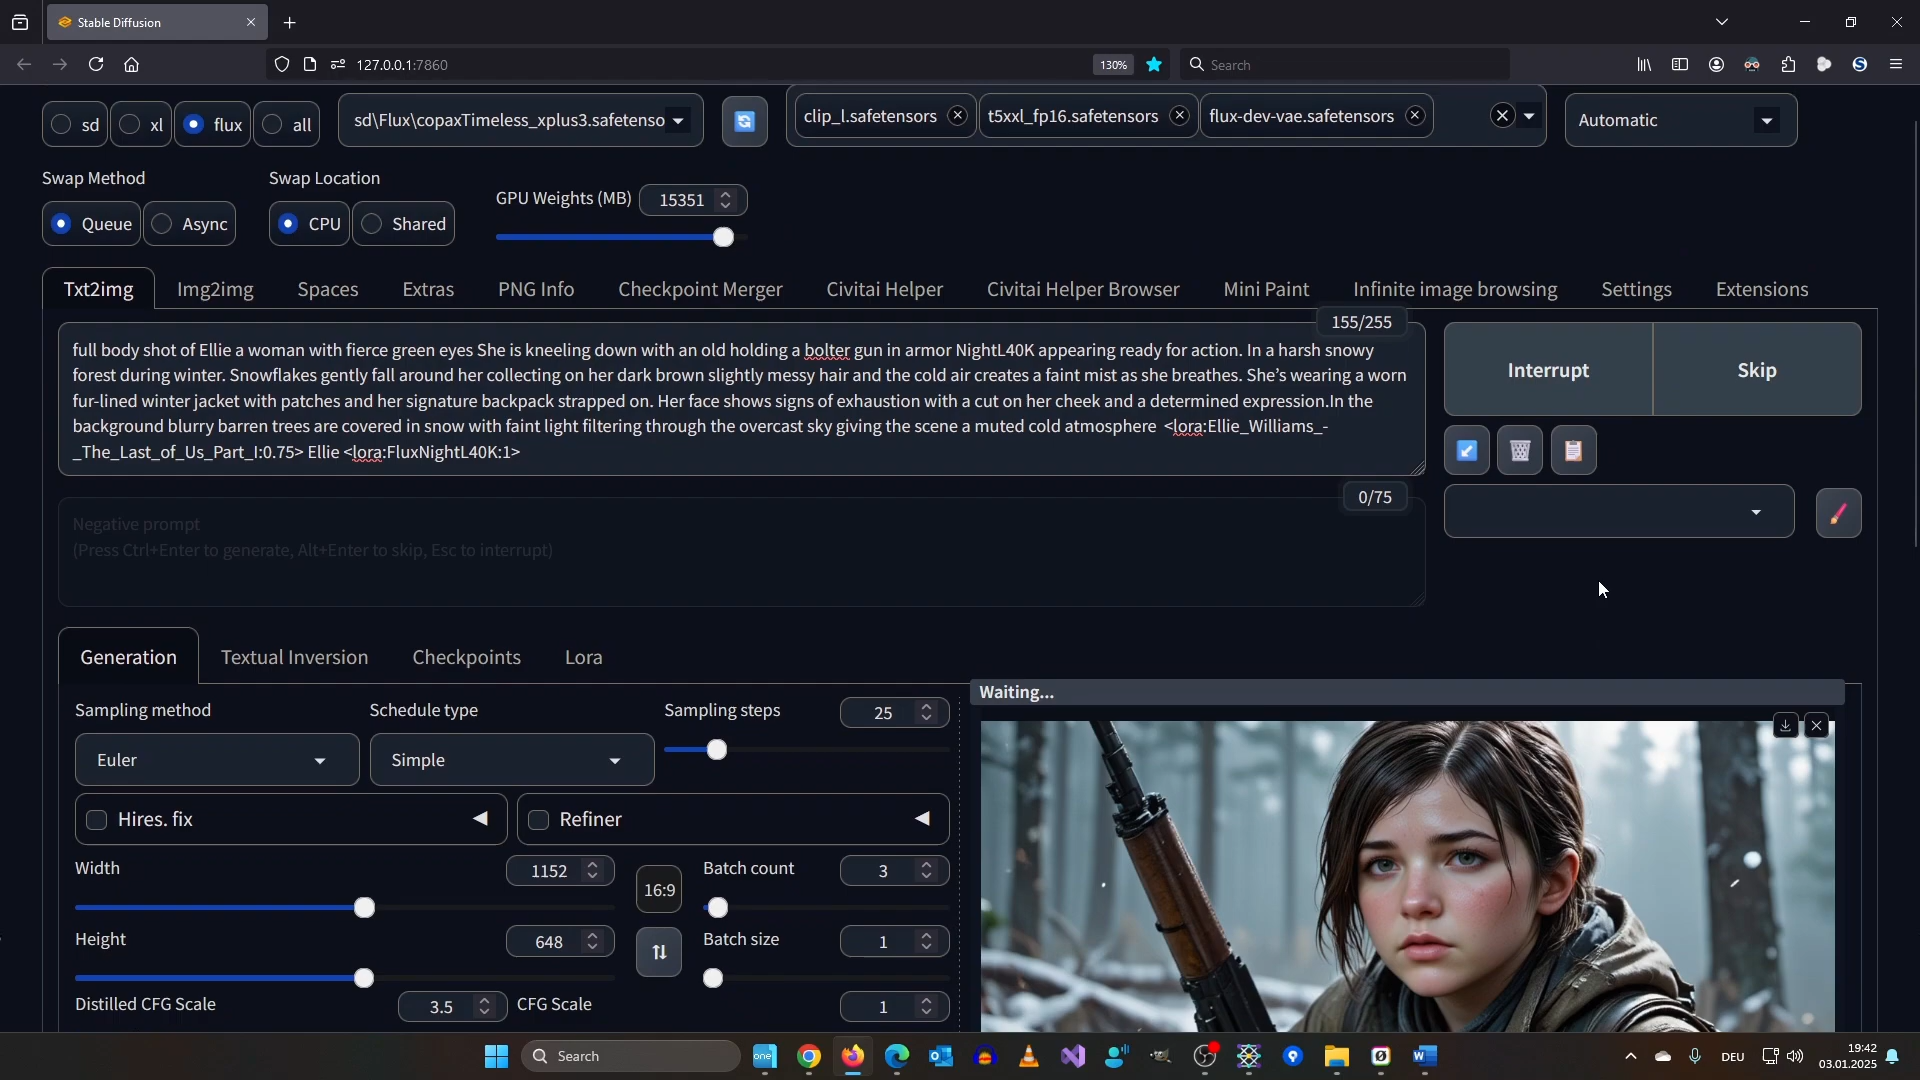 Stable Diffusion
127.0.0.1:7860
130%
Search
sd
xl
flux
all
sd\Flux\copaxTimeless_xplus3.safetenso
clip_l.safetensors
t5xxl_fp16.safetensors
flux-dev-vae.safetensors
Automatic
Swap Method
Queue
Async
Swap Location
CPU
Shared
GPU Weights (MB)
15351
Txt2img
Img2img
Spaces
Extras
PNG Info
Checkpoint Merger
Civitai Helper
Civitai Helper Browser
Mini Paint
Infinite image browsing
Settings
Extensions
155/255
full body shot of Ellie a woman with fierce green eyes She is kneeling down with an old holding a bolter gun in armor NightL40K appearing ready for action. In a harsh snowy
forest during winter. Snowflakes gently fall around her collecting on her dark brown slightly messy hair and the cold air creates a faint mist as she breathes. She’s wearing a worn
fur-lined winter jacket with patches and her signature backpack strapped on. Her face shows signs of exhaustion with a cut on her cheek and a determined expression.In the
background blurry barren trees are covered in snow with faint light filtering through the overcast sky giving the scene a muted cold atmosphere <lora:Ellie_Williams_-
_The_Last_of_Us_Part_I:0.75> Ellie <lora:FluxNightL40K:1>
Interrupt
Skip
0/75
Negative prompt
(Press Ctrl+Enter to generate, Alt+Enter to skip, Esc to interrupt)
Generation
Textual Inversion
Checkpoints
Lora
Sampling method
Euler
Schedule type
Simple
Sampling steps
25
Waiting...
Hires. fix
Refiner
Width
1152
16:9
Batch count
3
Height
648
Batch size
1
Distilled CFG Scale
3.5
CFG Scale
1
Search
one
DEU
19:42
03.01.2025